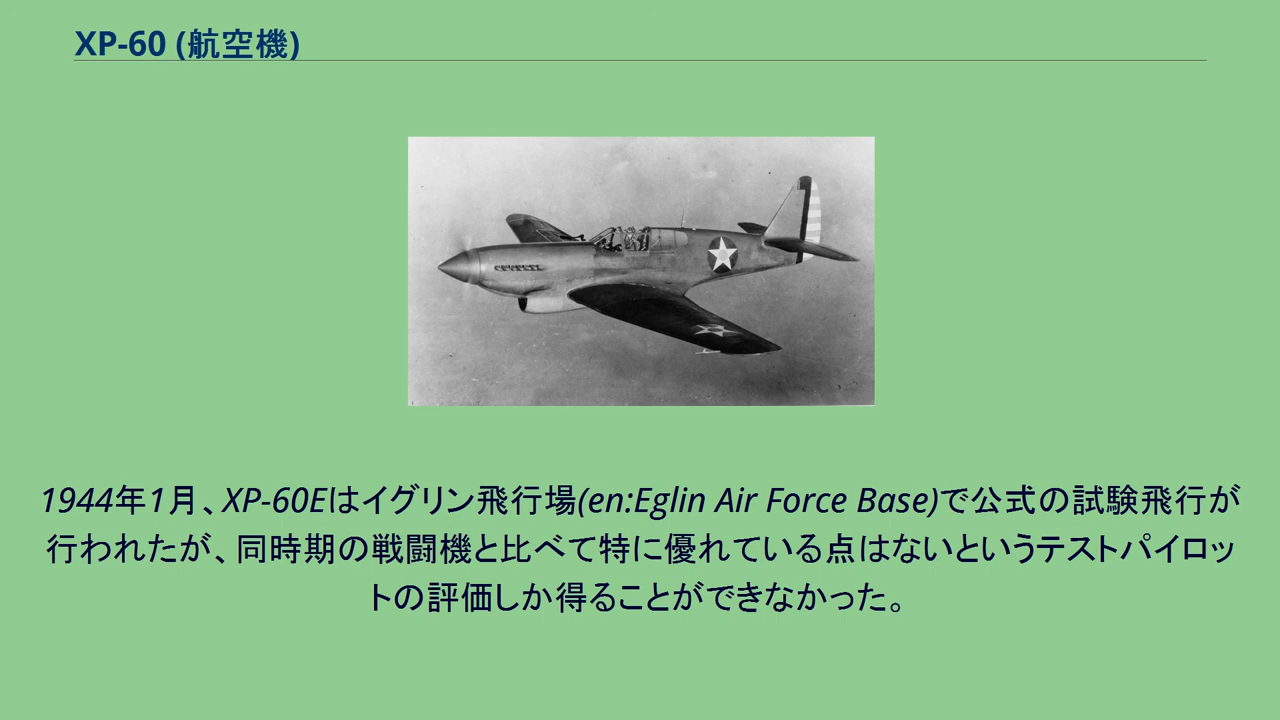 XP-60 (航空機)
1944年1月、XP-60Eはイグリン飛行場(en:Eglin Air Force Base)で公式の試験飛行が
行われたが、同時期の戦闘機と比べて特に優れている点はないというテストパイロッ
トの評価しか得ることができなかった。